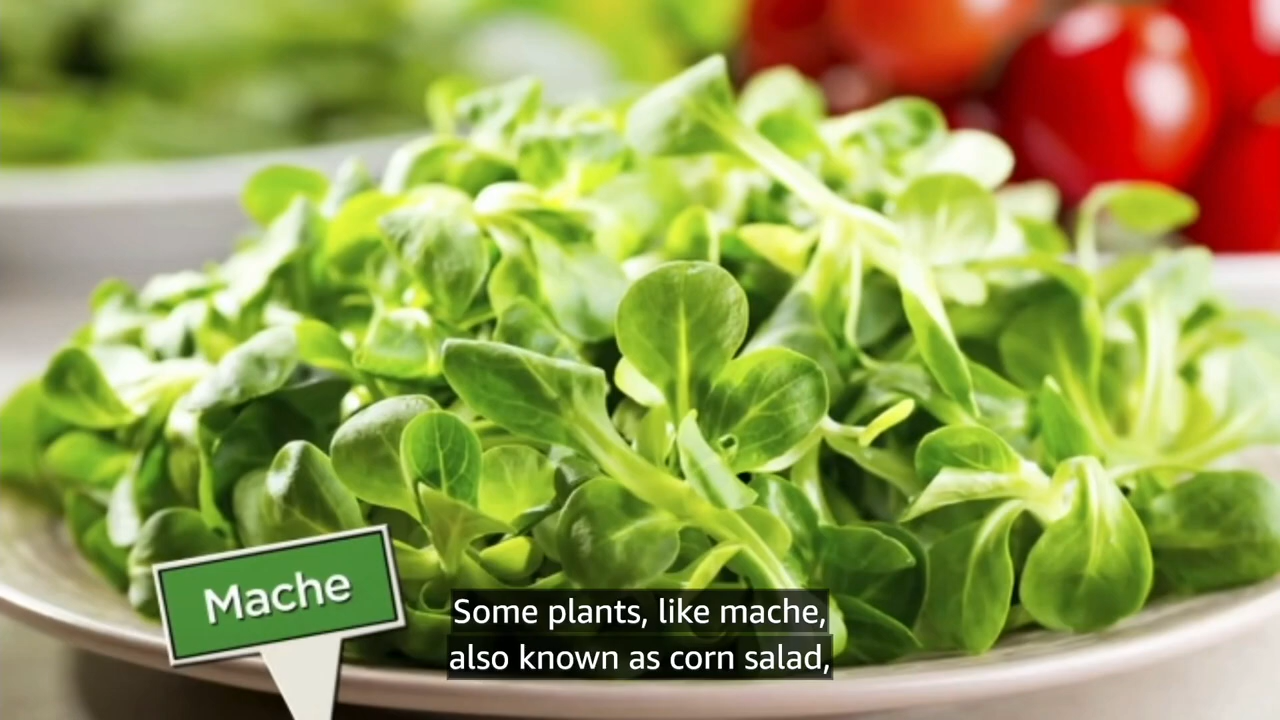 Mache
Some plants, like mache,
also known as corn salad,